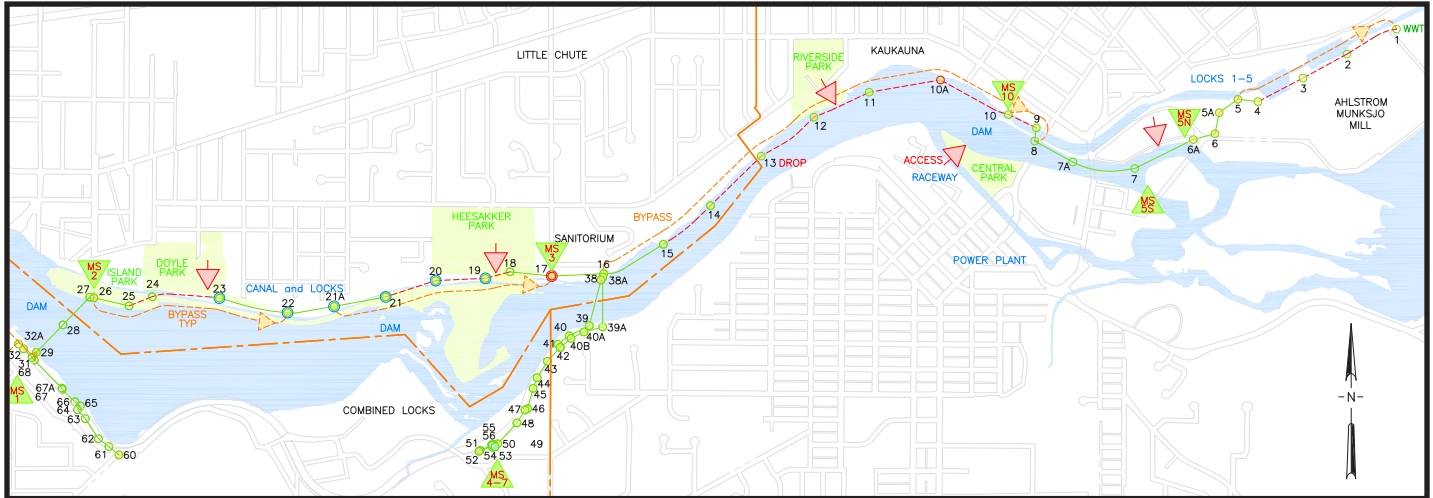 LITTLE CHUTE
KAUKAUNA
RIVERSIDE
PARK
1
WWT
2
3
LOCKS 1-5
AHLSTROM
MUNKSJO
MILL
4
5
5A
MS
5N
6
6A
7
7A
MS
5S
8
9
MS
10
10
DAM
10A
11
12
13
DROP
ACCESS
RACEWAY
CENTRAL
PARK
POWER PLANT
14
15
BYPASS
SANITORIUM
MS
3
HEESAKKER
PARK
16
17
18
19
20
21
CANAL and LOCKS
21A
22
23
DOYLE
PARK
24
25
ISLAND
PARK
MS
2
26
27
BYPASS
TYP
DAM
DAM
28
29
32A
32
31
68
MS
1
67A
67
66
65
64
63
62
61
60
38
38A
39
39A
40
40A
40B
41
42
43
44
45
46
47
48
49
50
55
56
51
52
54
53
MS
4-7
COMBINED LOCKS
-N-